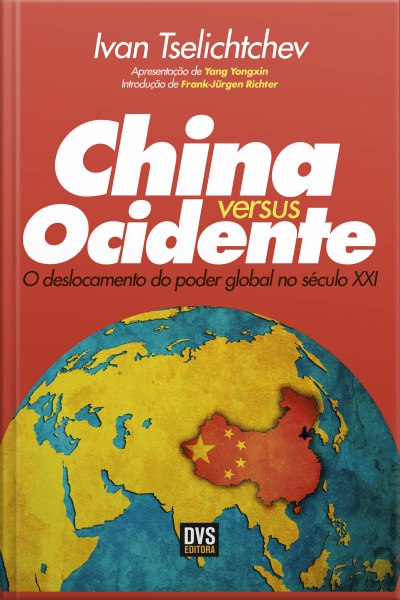 Ivan Tselichtchev
Apresentação de Yang Yongxin
Introdução de Frank-Jürgen Richter
China
versus
Ocidente
O deslocamento do poder global no século XXI
DVS
EDITORA